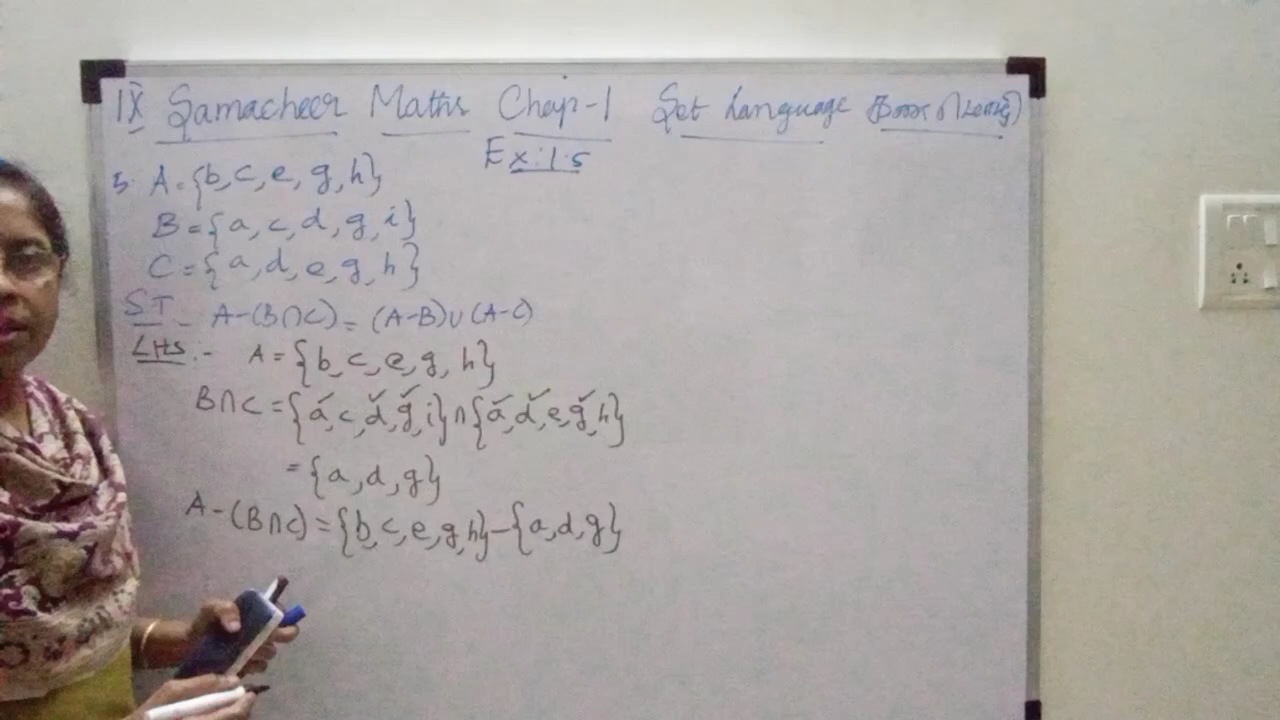 IX Samacheer Maths Chap-1 Set Language
Ex:1.5
3. A={b,c,e,g,h}
B={a,c,d,g,i}
C={a,d,e,g,h}
ST - A-(B∩C)=(A-B)∪(A-C)
LHS:- A={b,c,e,g,h}
B∩C={a,c,d,g,i}∩{a,d,e,g,h}
={a,d,g}
A-(B∩C)={b,c,e,g,h}-{a,d,g}